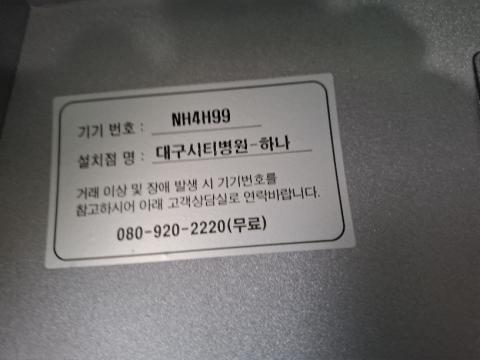 기기 번호 : NH4H99
설치점 명 : 대구시티병원-하나
거래 이상 및 장애 발생 시 기기번호를
참고하시어 아래 고객상담실로 연락바랍니다.
080-920-2220(무료)